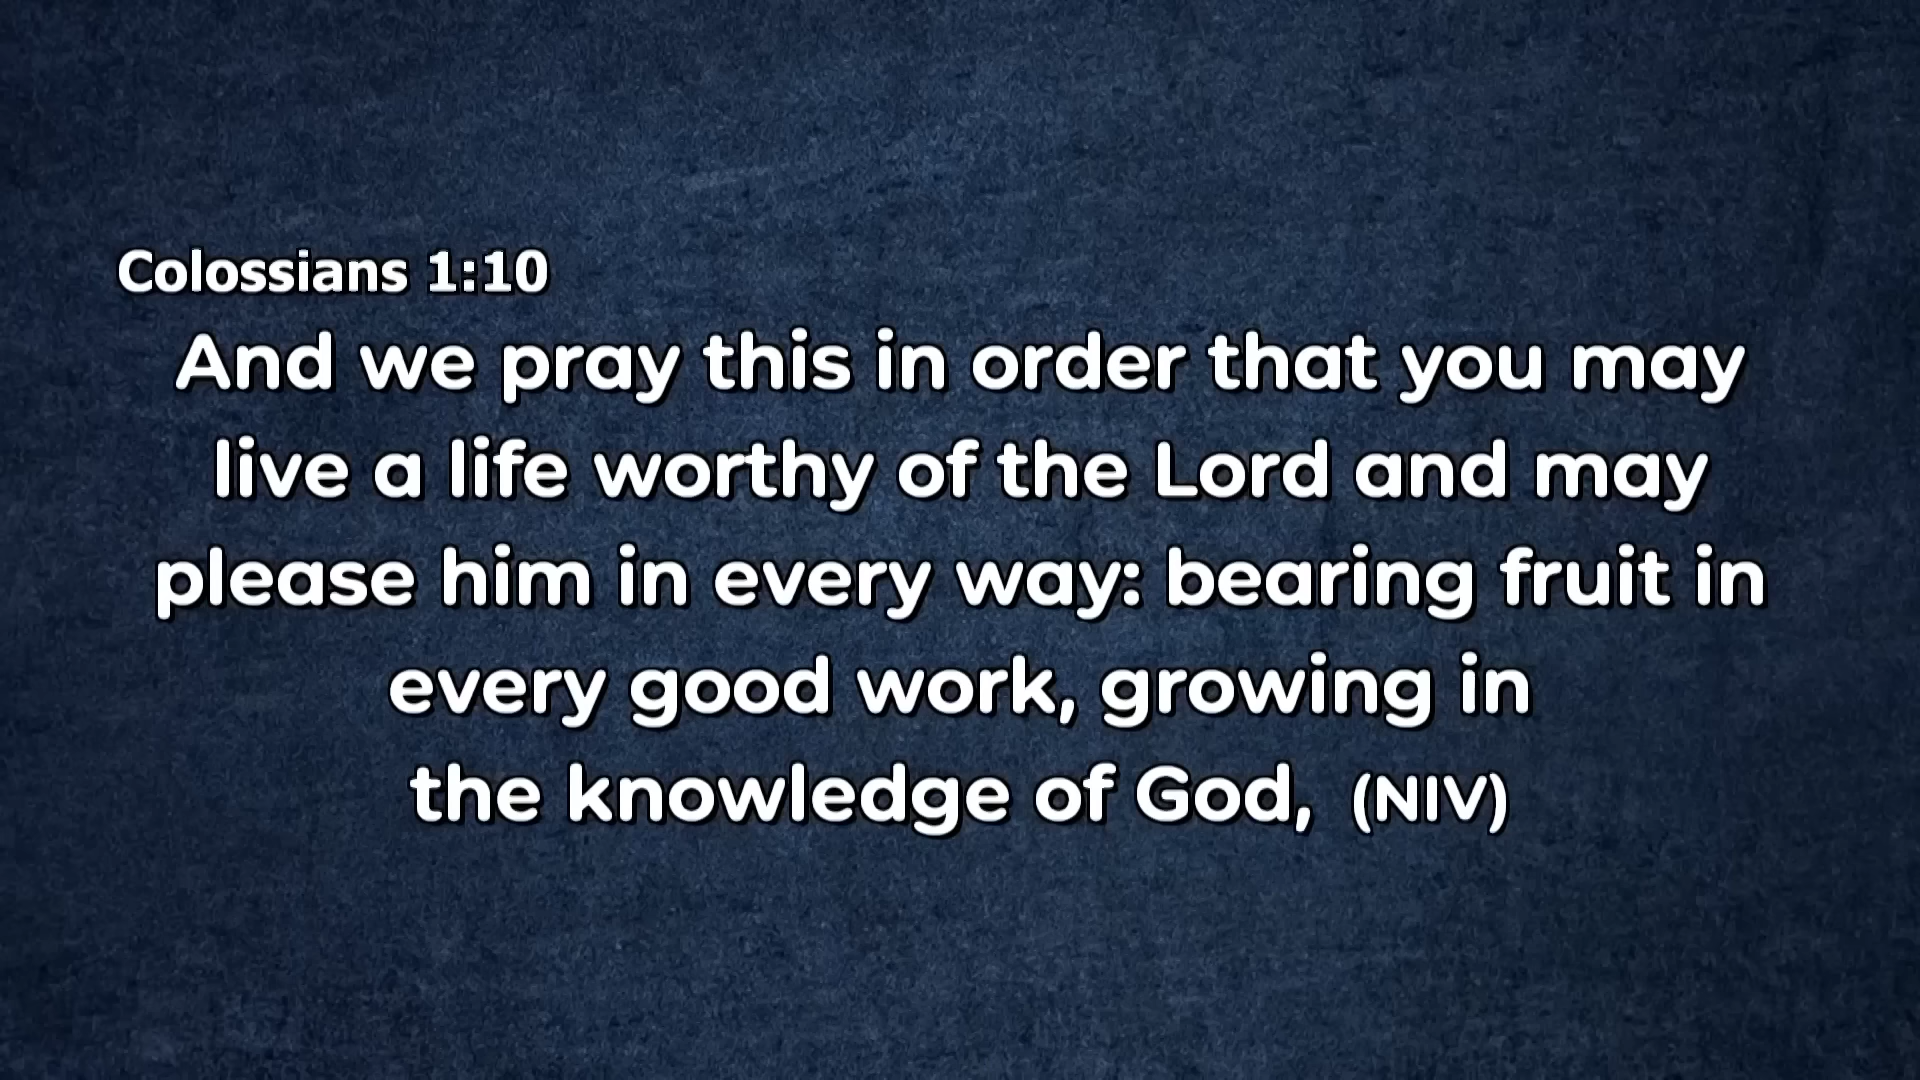 Colossians 1:10
And we pray this in order that you may
live a life worthy of the Lord and may
please him in every way: bearing fruit in
every good work, growing in
the knowledge of God, (NIV)